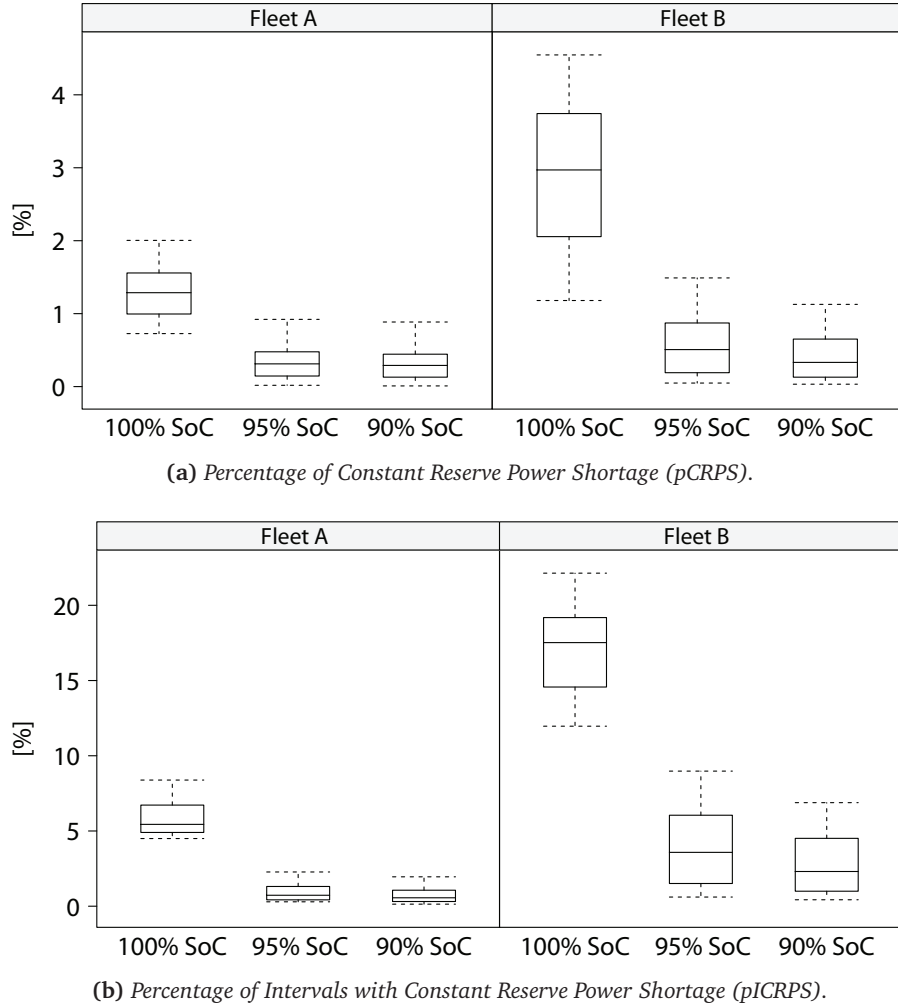 Fleet A
Fleet B
4
3
2
1
0
[%]
100% SoC
95% SoC
90% SoC
100% SoC
95% SoC
90% SoC
(a) Percentage of Constant Reserve Power Shortage (pCRPS).
Fleet A
Fleet B
20
15
10
5
0
[%]
100% SoC
95% SoC
90% SoC
100% SoC
95% SoC
90% SoC
(b) Percentage of Intervals with Constant Reserve Power Shortage (pICRPS).